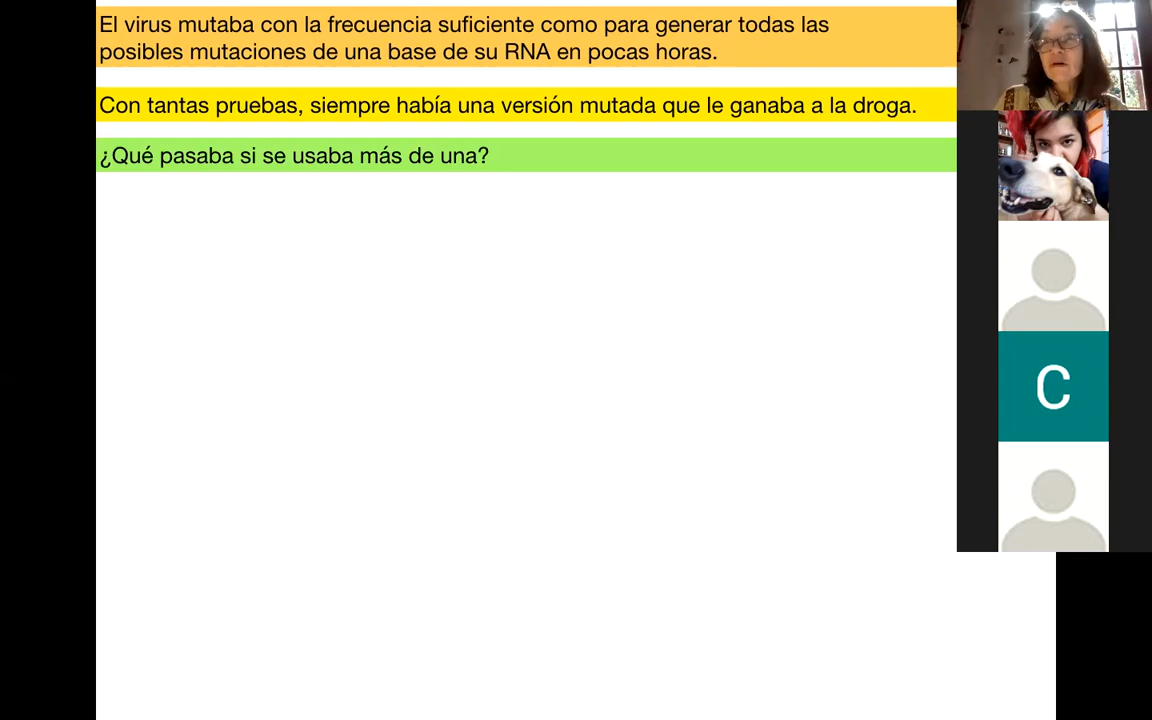 El virus mutaba con la frecuencia suficiente como para generar todas las
posibles mutaciones de una base de su RNA en pocas horas.
Con tantas pruebas, siempre había una versión mutada que le ganaba a la droga.
¿Qué pasaba si se usaba más de una?
C